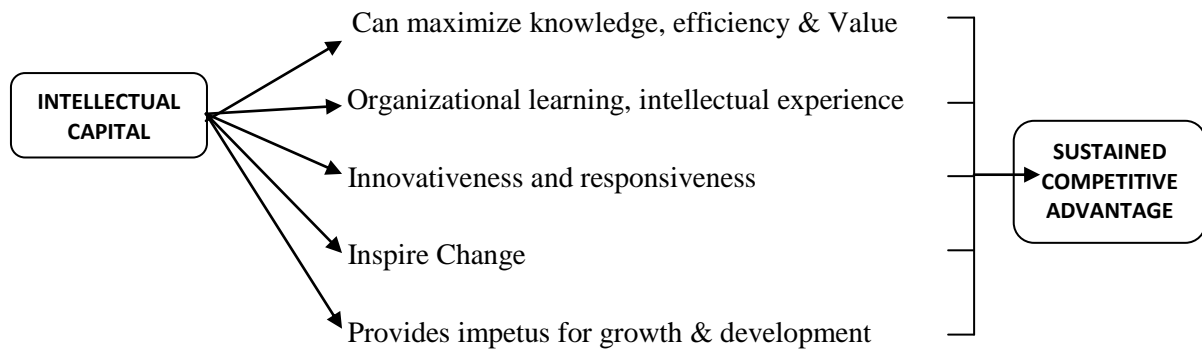 Can maximize knowledge, efficiency & Value
INTELLECTUAL
CAPITAL
Organizational learning, intellectual experience
Innovativeness and responsiveness
SUSTAINED
COMPETITIVE
ADVANTAGE
Inspire Change
Provides impetus for growth & development